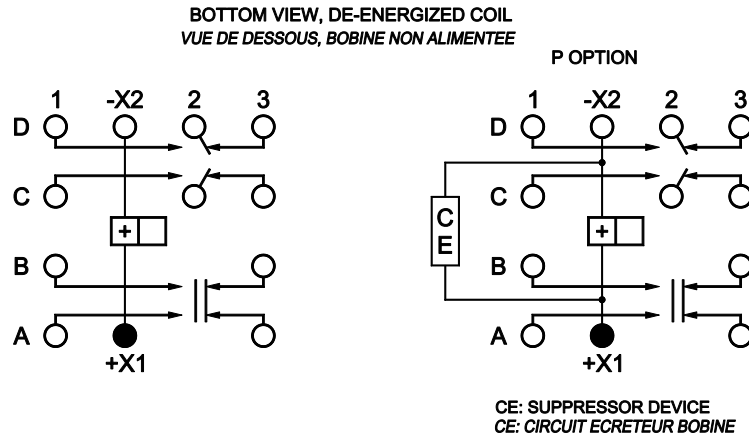 BOTTOM VIEW, DE-ENERGIZED COIL
VUE DE DESSOUS, BOBINE NON ALIMENTEE
P OPTION
1 -X2 2 3
D
C
+
B
A
+X1
1 -X2 2 3
D
C
C
E
+
B
A
+X1
CE: SUPPRESSOR DEVICE
CE: CIRCUIT ECRETEUR BOBINE